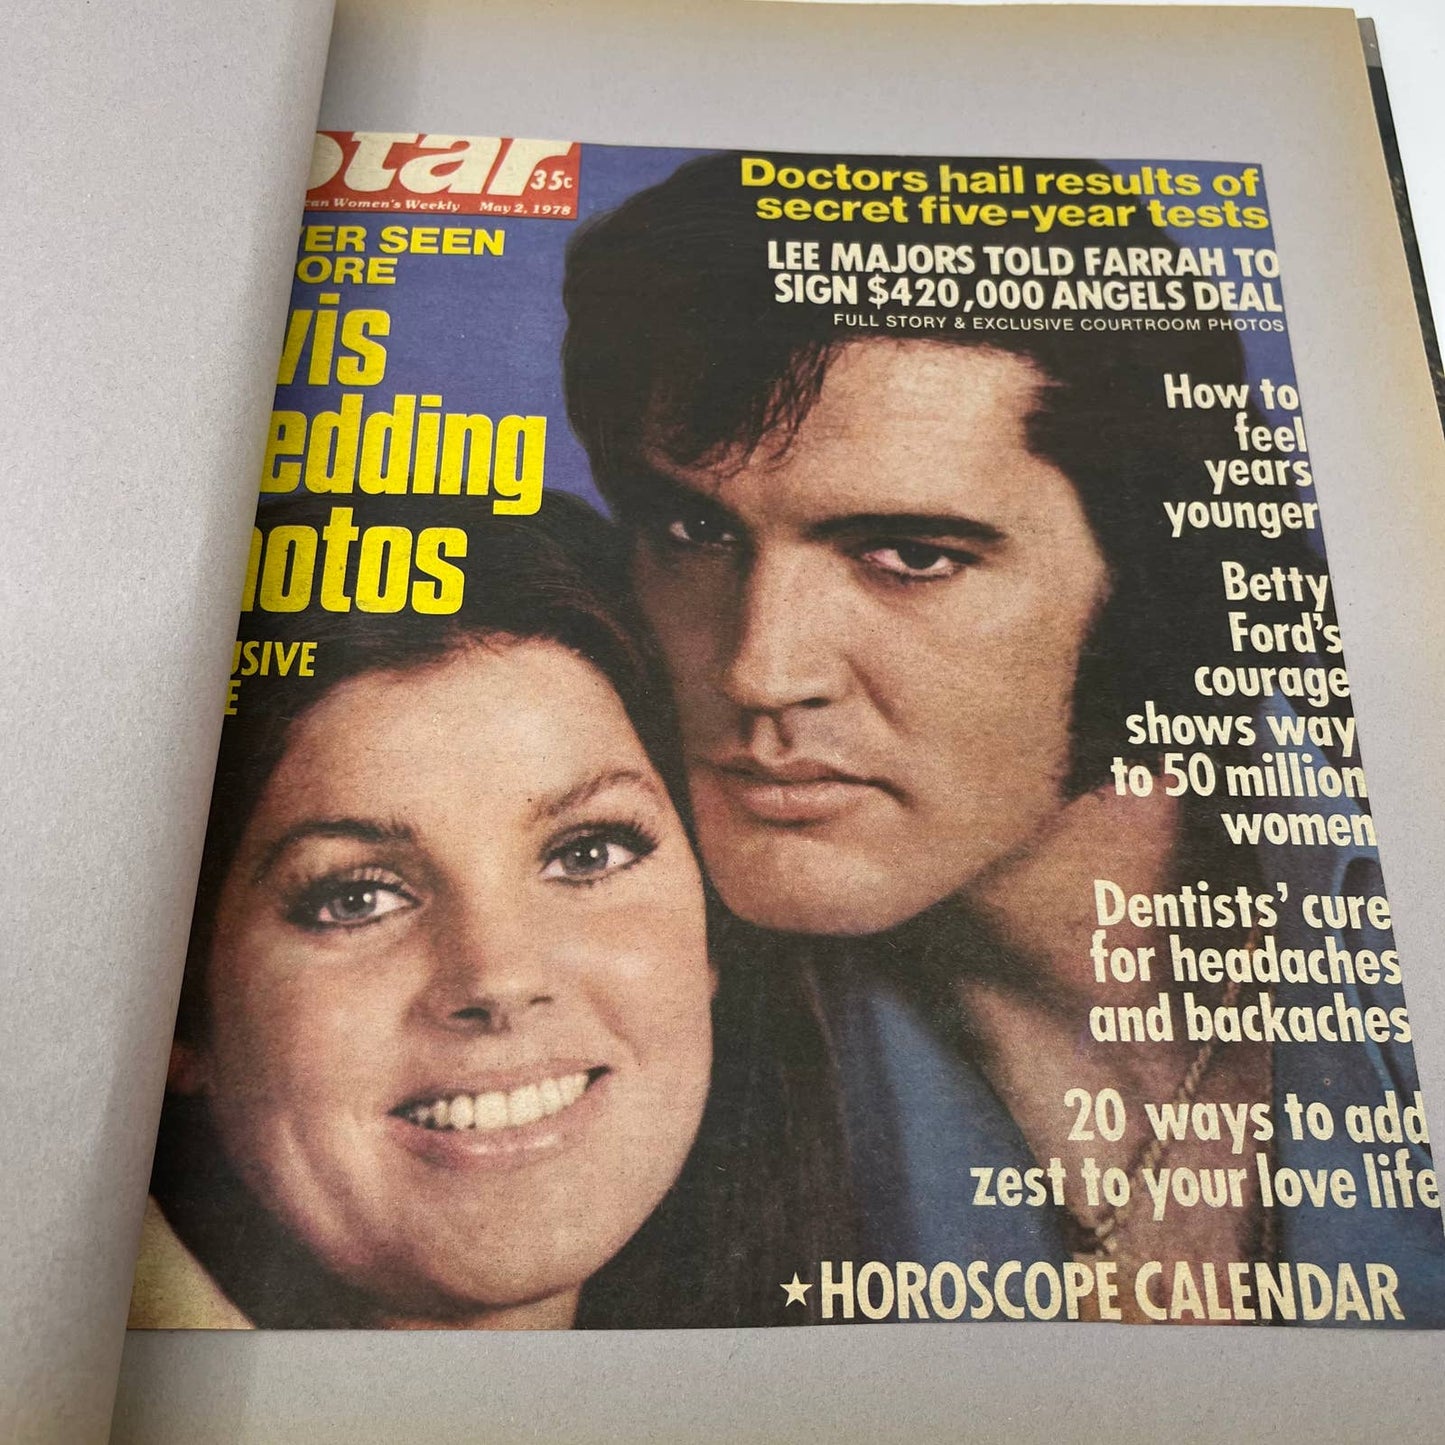 star
35c
can Women's Weekly May 2, 1978
ER SEEN
ORE
vis
edding
hotos
USIVE
E
Doctors hail results of
secret five-year tests
LEE MAJORS TOLD FARRAH TO
SIGN $420,000 ANGELS DEAL
FULL STORY & EXCLUSIVE COURTROOM PHOTOS
How to
feel
years
younger
Betty
Ford's
courage
shows way
to 50 million
women
Dentists' cure
for headaches
and backaches
20 ways to add
zest to your love life
★HOROSCOPE CALENDAR